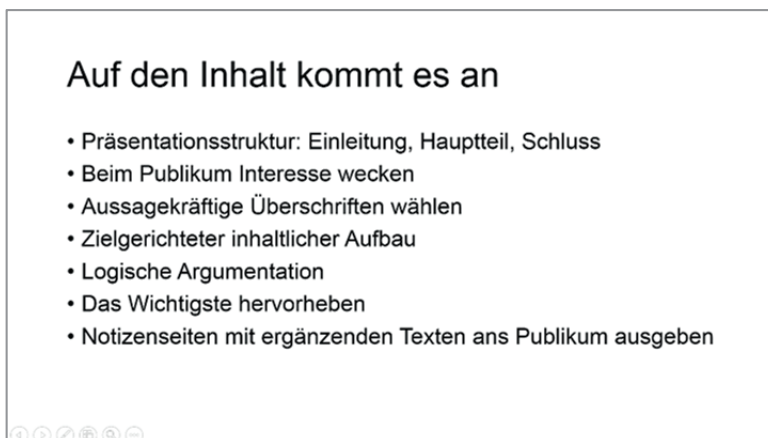 Auf den Inhalt kommt es an
• Präsentationsstruktur: Einleitung, Hauptteil, Schluss
• Beim Publikum Interesse wecken
• Aussagekräftige Überschriften wählen
• Zielgerichteter inhaltlicher Aufbau
• Logische Argumentation
• Das Wichtigste hervorheben
• Notizenseiten mit ergänzenden Texten ans Publikum ausgeben